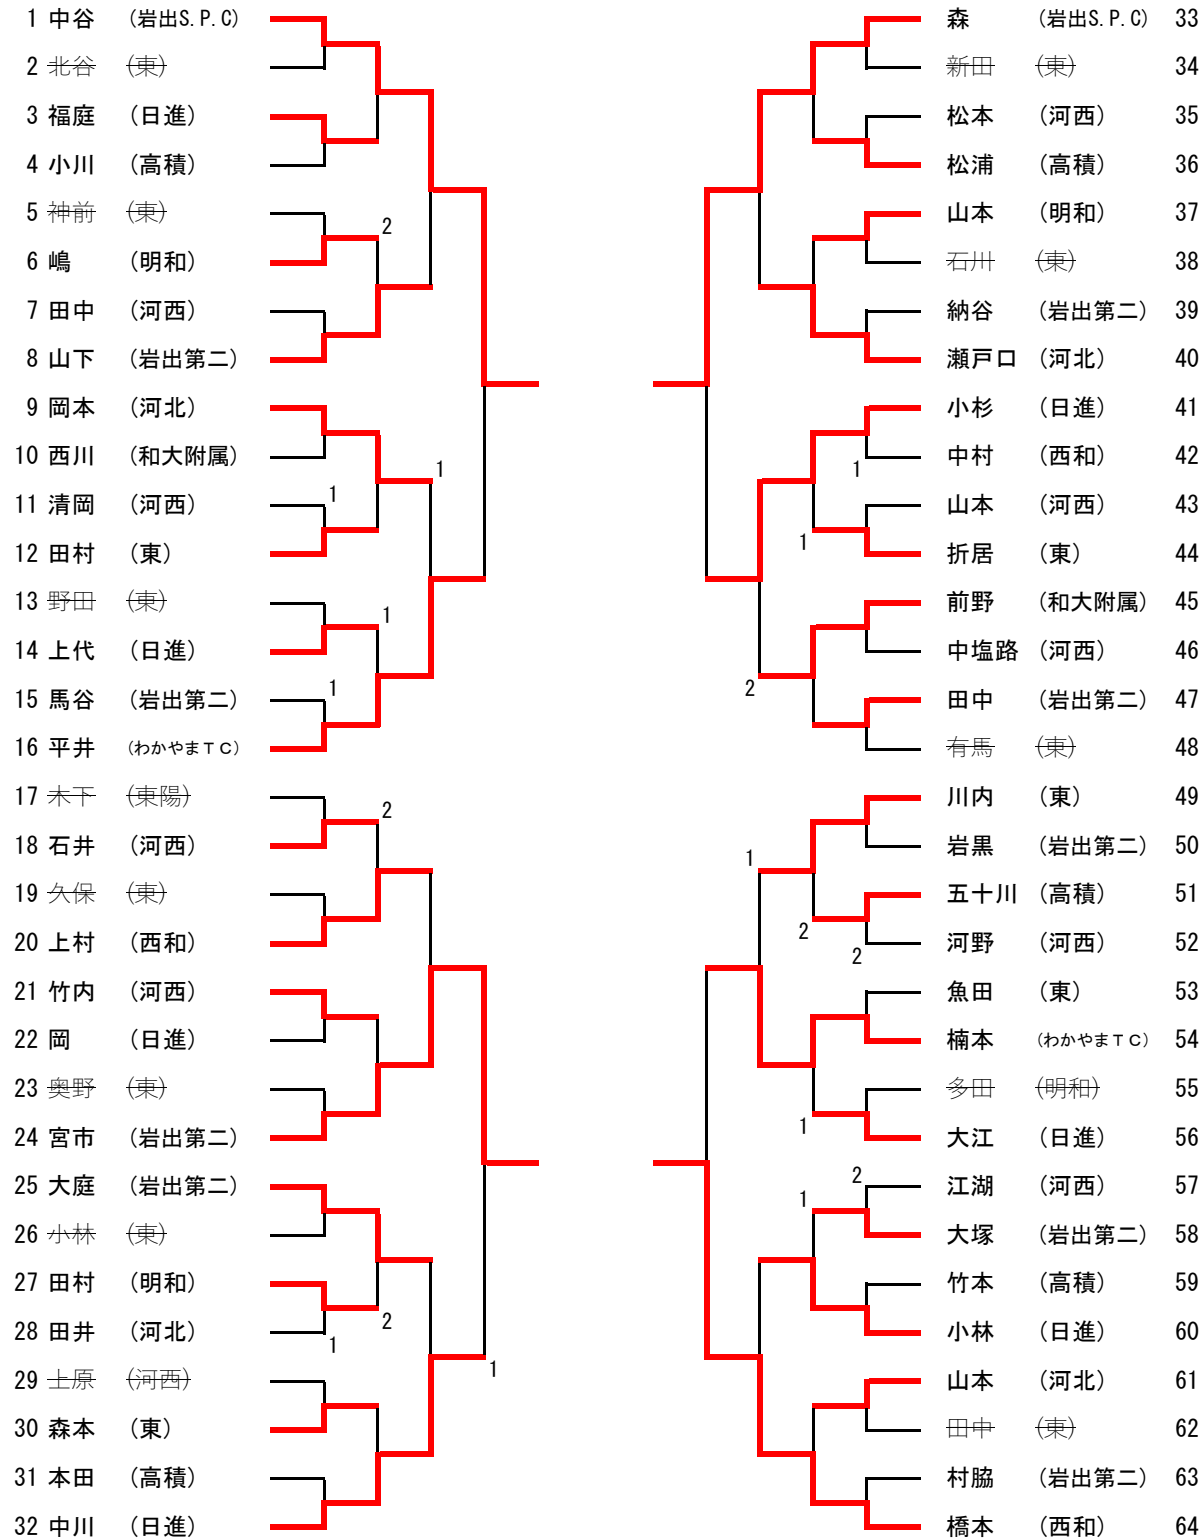 1 中谷 (岩出S.P.C)
2 北谷 (東)
3 福庭 (日進)
4 小川 (高積)
5 神前 (東)
2
6 嶋 (明和)
7 田中 (河西)
8 山下 (岩出第二)
9 岡本 (河北)
10 西川 (和大附属)
1
11 清岡 (河西)
1
12 田村 (東)
13 野田 (東)
1
14 上代 (日進)
15 馬谷 (岩出第二)
1
16 平井 (わかやまTC)
17 木下 (東陽)
2
18 石井 (河西)
19 久保 (東)
20 上村 (西和)
21 竹内 (河西)
22 岡 (日進)
23 奥野 (東)
24 宮市 (岩出第二)
25 大庭 (岩出第二)
26 小林 (東)
27 田村 (明和)
2
28 田井 (河北)
1
29 上原 (河西)
1
30 森本 (東)
31 本田 (高積)
32 中川 (日進)
森 (岩出S.P.C) 33
新田 (東) 34
松本 (河西) 35
松浦 (高積) 36
山本 (明和) 37
石川 (東) 38
納谷 (岩出第二) 39
瀬戸口 (河北) 40
小杉 (日進) 41
1
中村 (西和) 42
山本 (河西) 43
1
折居 (東) 44
前野 (和大附属) 45
中塩路 (河西) 46
2
田中 (岩出第二) 47
有馬 (東) 48
川内 (東) 49
岩黒 (岩出第二) 50
1
五十川 (高積) 51
2
河野 (河西) 52
2
魚田 (東) 53
楠本 (わかやまTC) 54
多田 (明和) 55
1
大江 (日進) 56
2
江湖 (河西) 57
1
大塚 (岩出第二) 58
竹本 (高積) 59
小林 (日進) 60
山本 (河北) 61
田中 (東) 62
村脇 (岩出第二) 63
橋本 (西和) 64